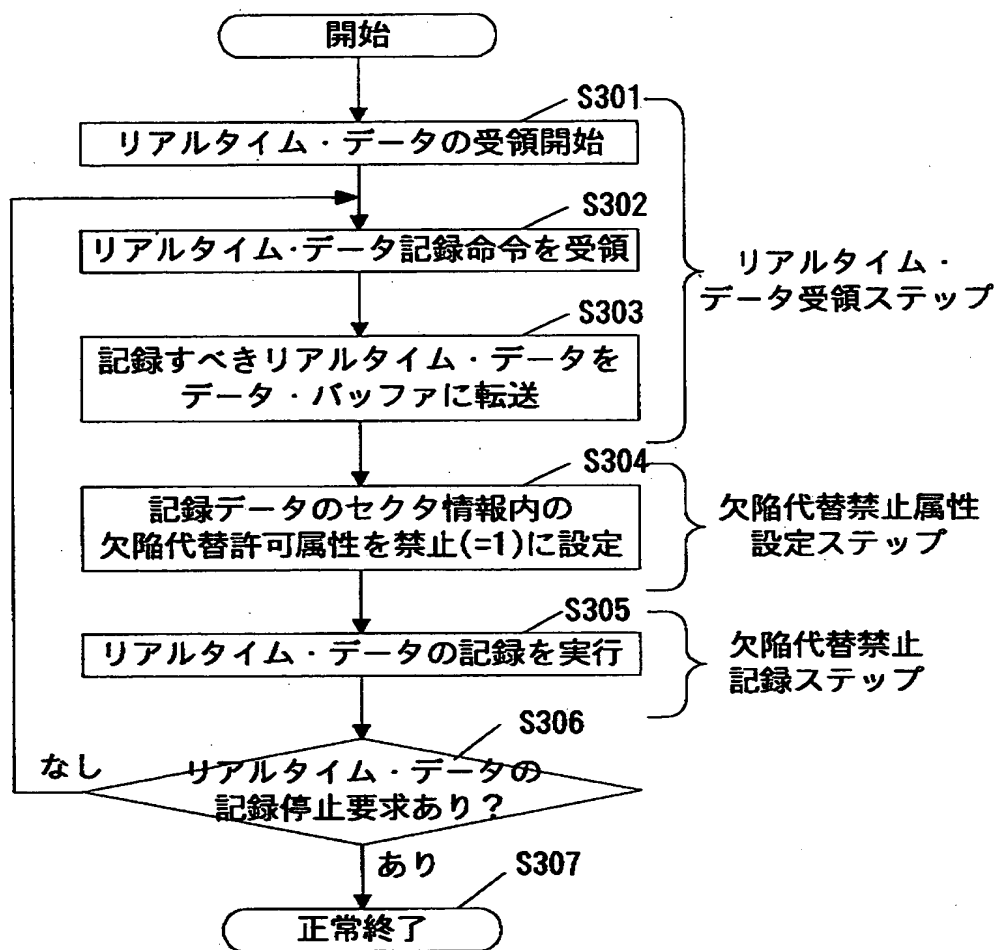 開始
S301
リアルタイム・データの受領開始
S302
リアルタイム・データ記録命令を受領
S303
記録すべきリアルタイム・データを
データ・バッファに転送
リアルタイム・
データ受領ステップ
S304
記録データのセクタ情報内の
欠陥代替許可属性を禁止(=1)に設定
欠陥代替禁止属性
設定ステップ
S305
リアルタイム・データの記録を実行
欠陥代替禁止
記録ステップ
S306
なし
リアルタイム・データの
記録停止要求あり?
あり
S307
正常終了